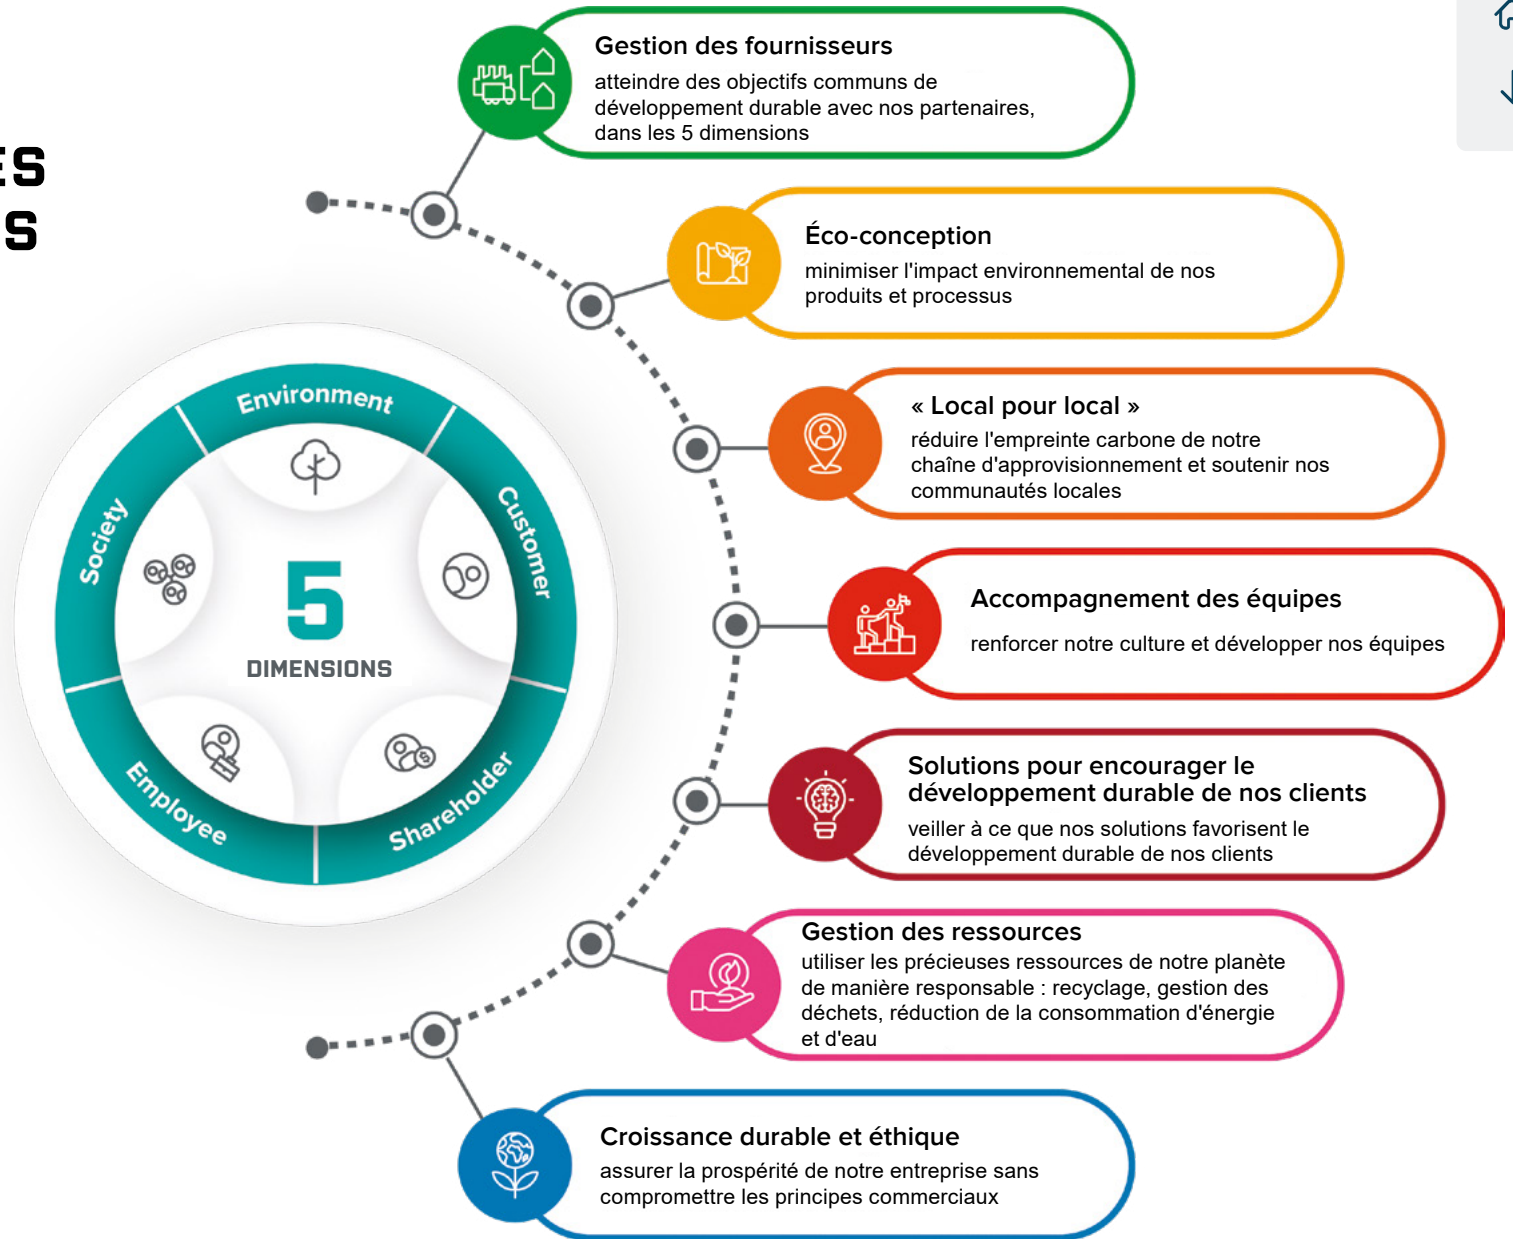 ES
S
Gestion des fournisseurs
atteindre des objectifs communs de
développement durable avec nos partenaires,
dans les 5 dimensions
Éco-conception
minimiser l'impact environnemental de nos
produits et processus
« Local pour local »
réduire l'empreinte carbone de notre
chaîne d'approvisionnement et soutenir nos
communautés locales
Accompagnement des équipes
renforcer notre culture et développer nos équipes
Solutions pour encourager le
développement durable de nos clients
veiller à ce que nos solutions favorisent le
développement durable de nos clients
Gestion des ressources
utiliser les précieuses ressources de notre planète
de manière responsable : recyclage, gestion des
déchets, réduction de la consommation d'énergie
et d'eau
Croissance durable et éthique
assurer la prospérité de notre entreprise sans
compromettre les principes commerciaux
Environment
Customer
Shareholder
Employee
Society
5
DIMENSIONS